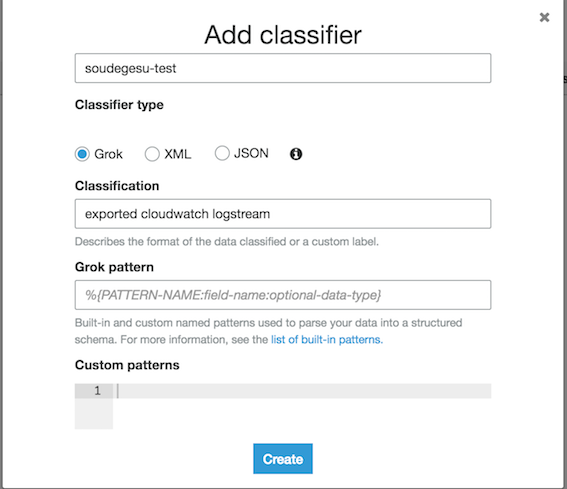 Add classifier
soudegesu-test
Classifier type
Grok XML JSON
Classification
exported cloudwatch logstream
Describes the format of the data classified or a custom label.
Grok pattern
%{PATTERN-NAME:field-name:optional-data-type}
Built-in and custom named patterns used to parse your data into a structured
schema. For more information, see the list of built-in patterns.
Custom patterns
1
Create